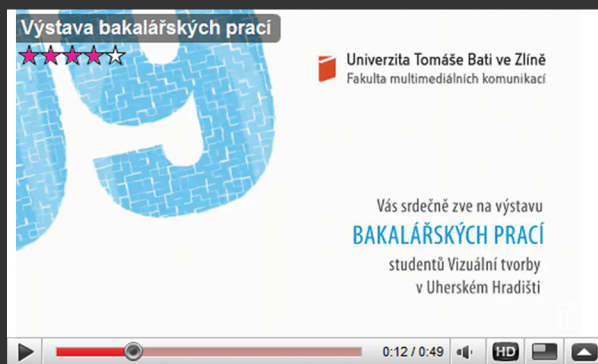 Výstava bakalářských prací
Univerzita Tomáše Bati ve Zlíně
Fakulta multimediálních komunikací
09
Vás srdečně zve na výstavu
BAKALÁŘSKÝCH PRACÍ
studentů Vizuální tvorby
v Uherském Hradišti
0:12 / 0:49
HD